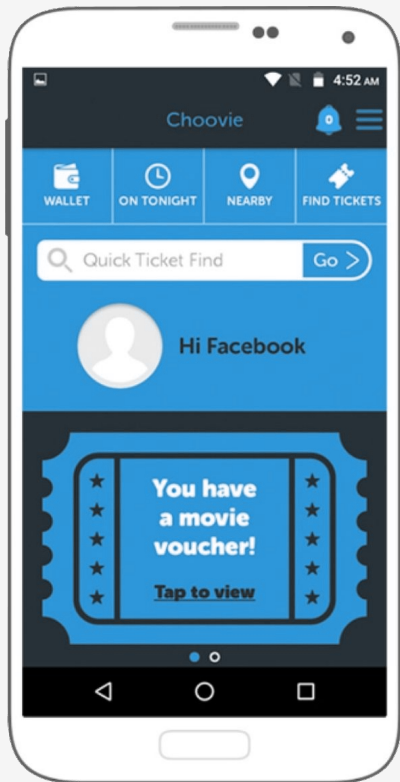 4:52 AM
Choovie
0
WALLET
ON TONIGHT
NEARBY
FIND TICKETS
Quick Ticket Find
Go >
Hi Facebook
You have
a movie
voucher!
Tap to view